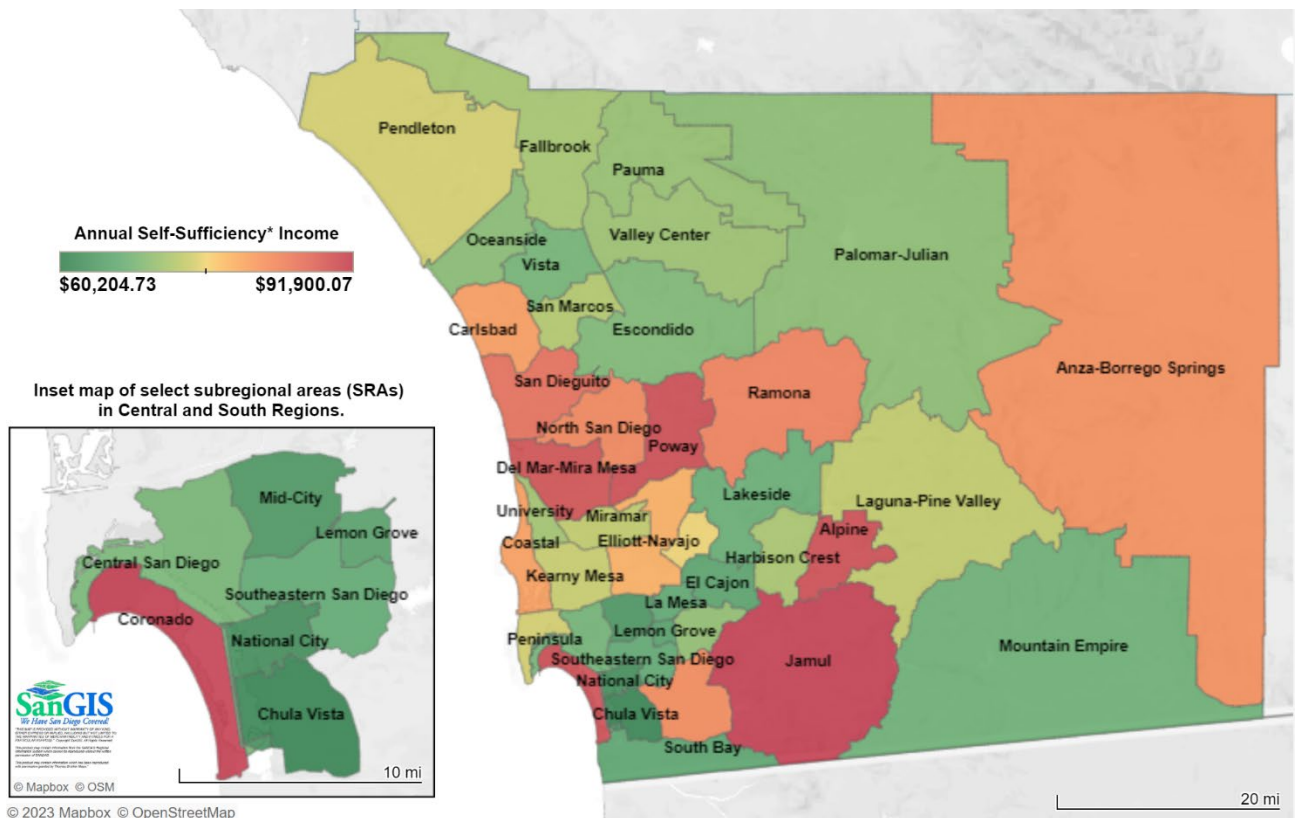 Pendleton
Fallbrook
Pauma
Valley Center
Palomar-Julian
Oceanside
Vista
San Marcos
Carlsbad
Escondido
Anza-Borrego Springs
San Dieguito
North San Diego
Ramona
Poway
Del Mar-Mira Mesa
Lakeside
University
Miramar
Laguna-Pine Valley
Coastal
Elliott-Navajo
Alpine
Harbison Crest
Kearny Mesa
El Cajon
La Mesa
Peninsula
Lemon Grove
Southeastern San Diego
Jamul
Mountain Empire
National City
Chula Vista
South Bay
20 mi
Annual Self-Sufficiency* Income
$60,204.73 $91,900.07
Inset map of select subregional areas (SRAs)
in Central and South Regions.
Mid-City
Lemon Grove
Central San Diego
Southeastern San Diego
Coronado
National City
Chula Vista
SanGIS
We Have San Diego Covered!
10 mi
© Mapbox © OSM
© 2023 Mapbox © OpenStreetMap